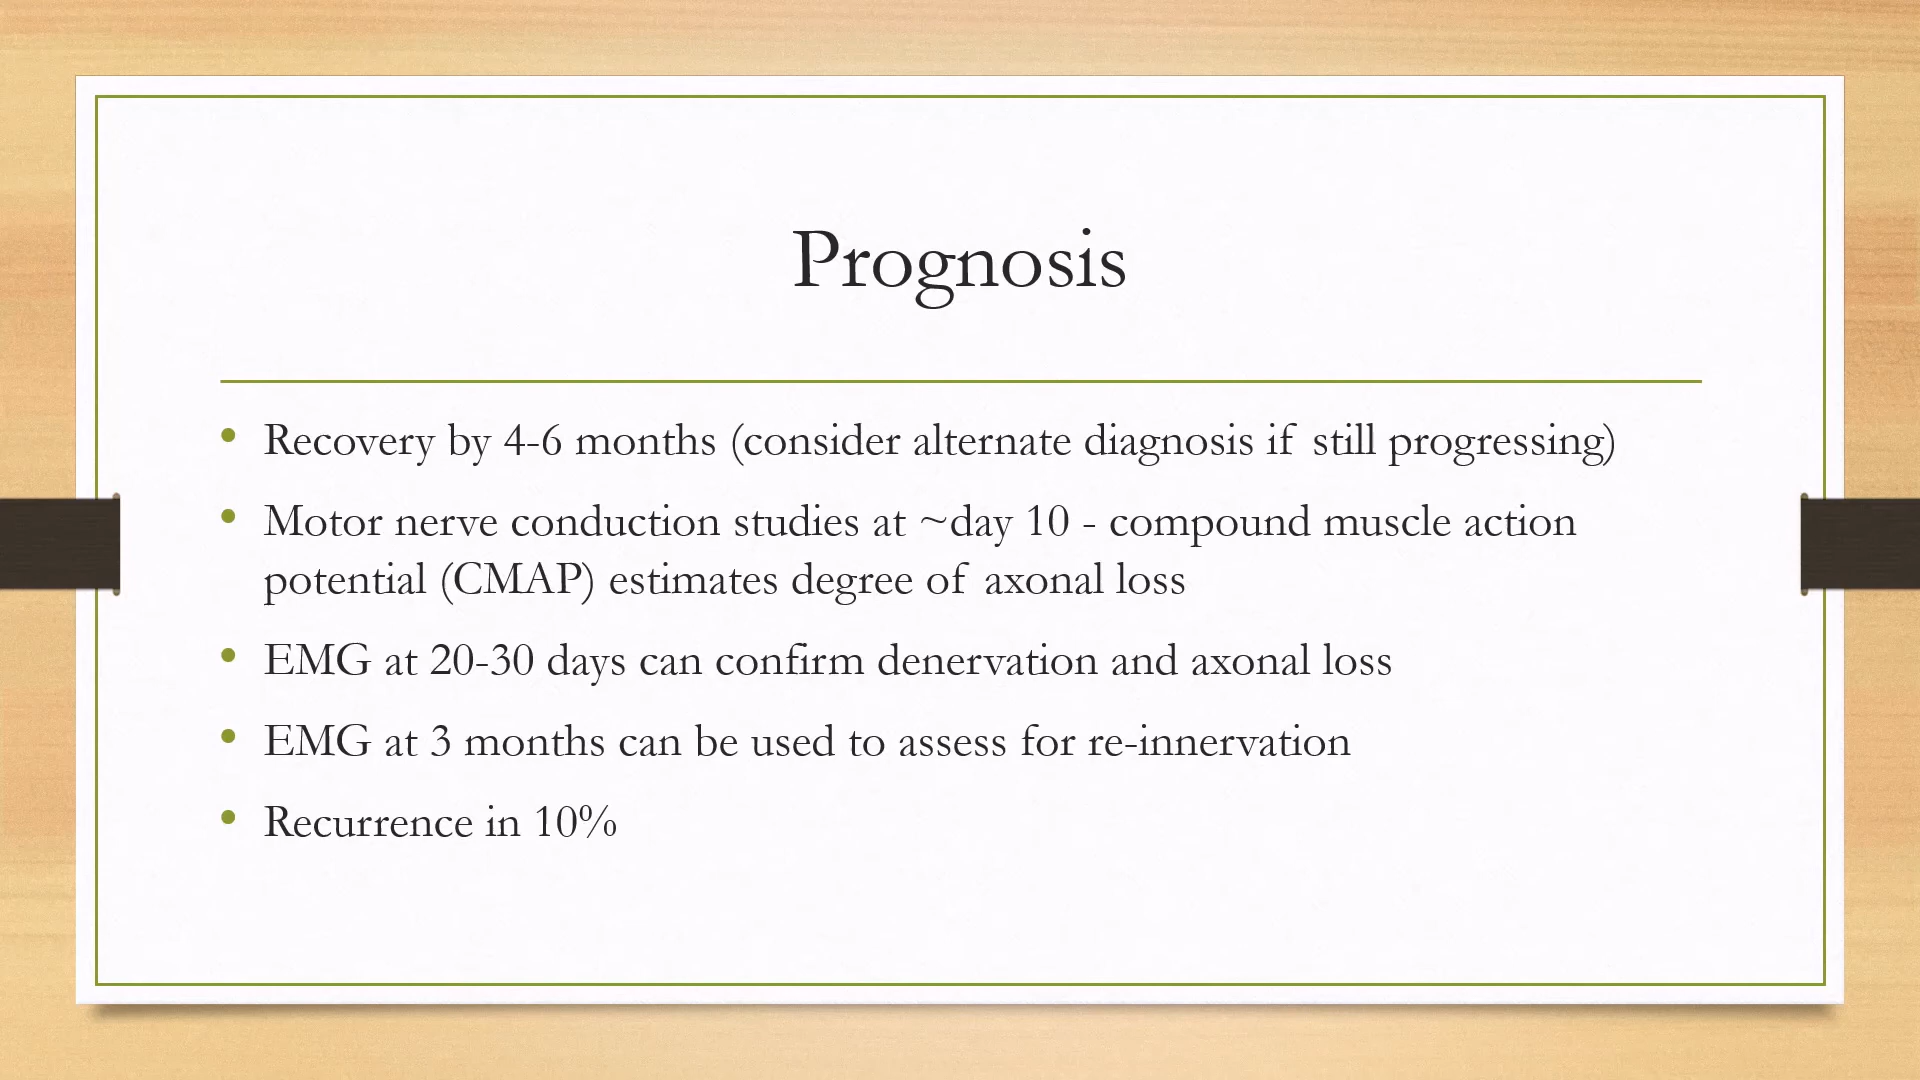 Prognosis
• Recovery by 4-6 months (consider alternate diagnosis if still progressing)
• Motor nerve conduction studies at ~day 10 - compound muscle action
potential (CMAP) estimates degree of axonal loss
• EMG at 20-30 days can confirm denervation and axonal loss
• EMG at 3 months can be used to assess for re-innervation
• Recurrence in 10%